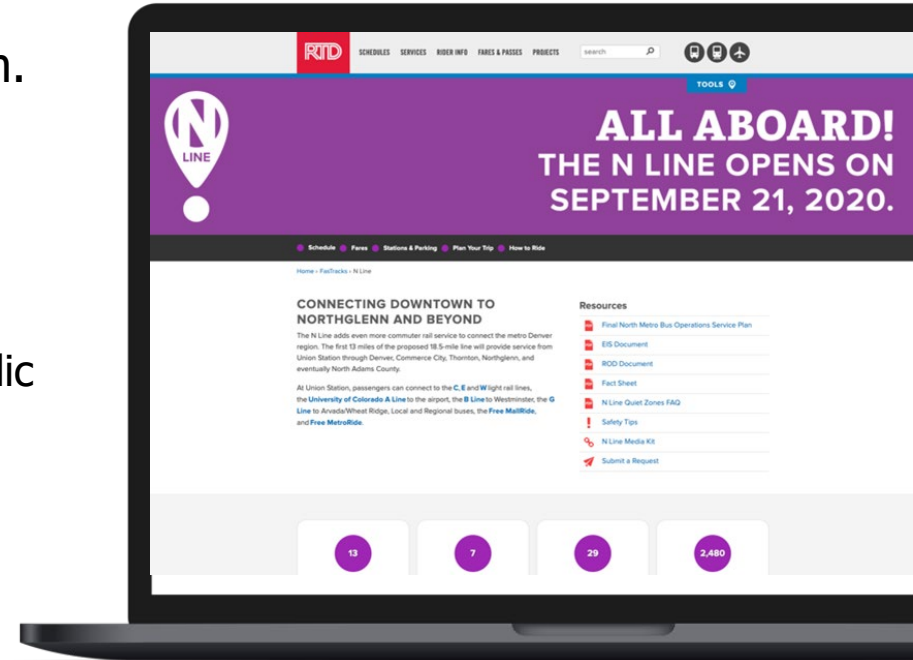 n.
lic
RTD
SCHEDULES SERVICES RIDER INFO FARES & PASSES PROJECTS search
TOOLS
N
LINE
ALL ABOARD!
THE N LINE OPENS ON
SEPTEMBER 21, 2020.
Schedule Fares Stations & Parking Plan Your Trip How to Ride
Home › FasTracks › N Line
CONNECTING DOWNTOWN TO
NORTHGLENN AND BEYOND
The N Line adds even more commuter rail service to connect the metro Denver
region. The first 13 miles of the proposed 18.5-mile line will provide service from
Union Station through Denver, Commerce City, Thornton, Northglenn, and
eventually North Adams County.
At Union Station, passengers can connect to the C, E and W light rail lines,
the University of Colorado A Line to the airport, the B Line to Westminster, the G
Line to Arvada/Wheat Ridge, Local and Regional buses, the Free MallRide,
and Free MetroRide.
Resources
Final North Metro Bus Operations Service Plan
EIS Document
ROD Document
Fact Sheet
N Line Quiet Zones FAQ
Safety Tips
N Line Media Kit
Submit a Request
13 7 29 2,480